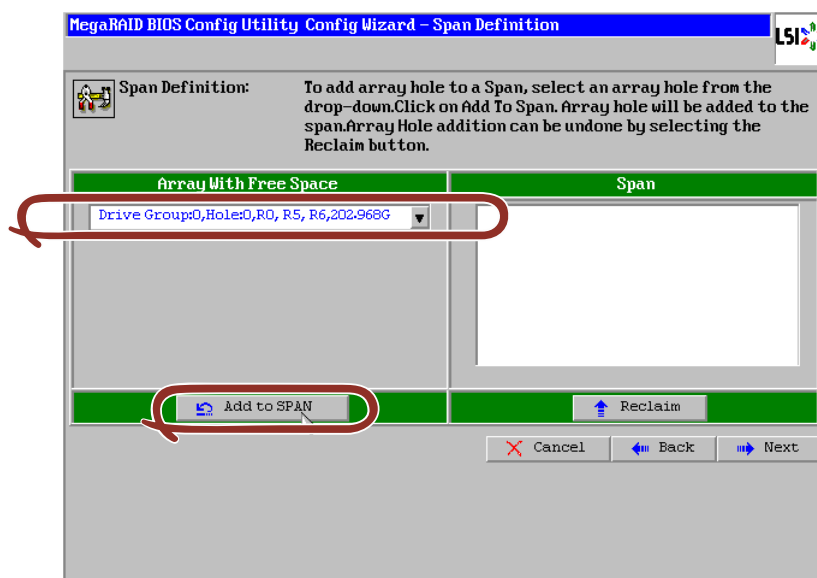 MegaRAID BIOS Config Utility Config Wizard – Span Definition
LSI
Span Definition:
To add array hole to a Span, select an array hole from the
drop–down.Click on Add To Span. Array hole will be added to the
span.Array Hole addition can be undone by selecting the
Reclaim button.
Array With Free Space
Span
Drive Group:0,Hole:0,R0, R5, R6,202.968G
Add to SPAN
Reclaim
Cancel
Back
Next